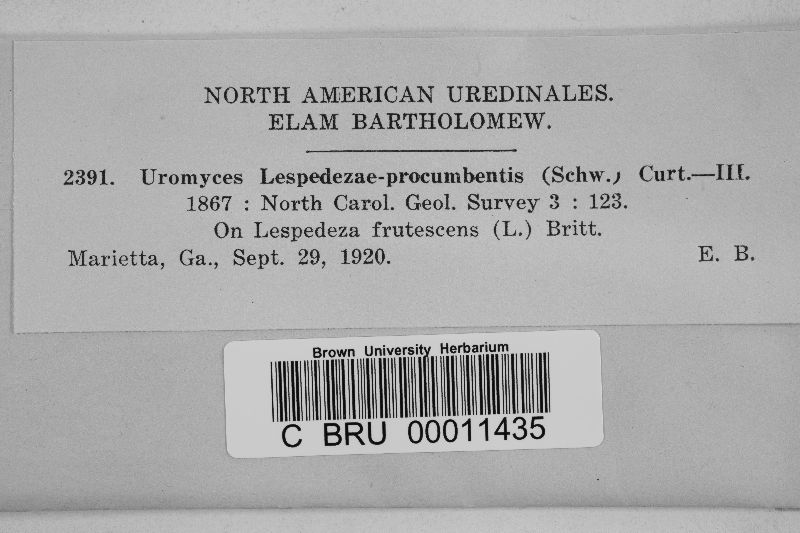 NORTH AMERICAN UREDINALES.
ELAM BARTHOLOMEW.
2391. Uromyces Lespedezae-procumbentis (Schw.) Curt.—III.
1867 : North Carol. Geol. Survey 3 : 123.
On Lespedeza frutescens (L.) Britt.
Marietta, Ga., Sept. 29, 1920. E. B.
Brown University Herbarium
C BRU 00011435